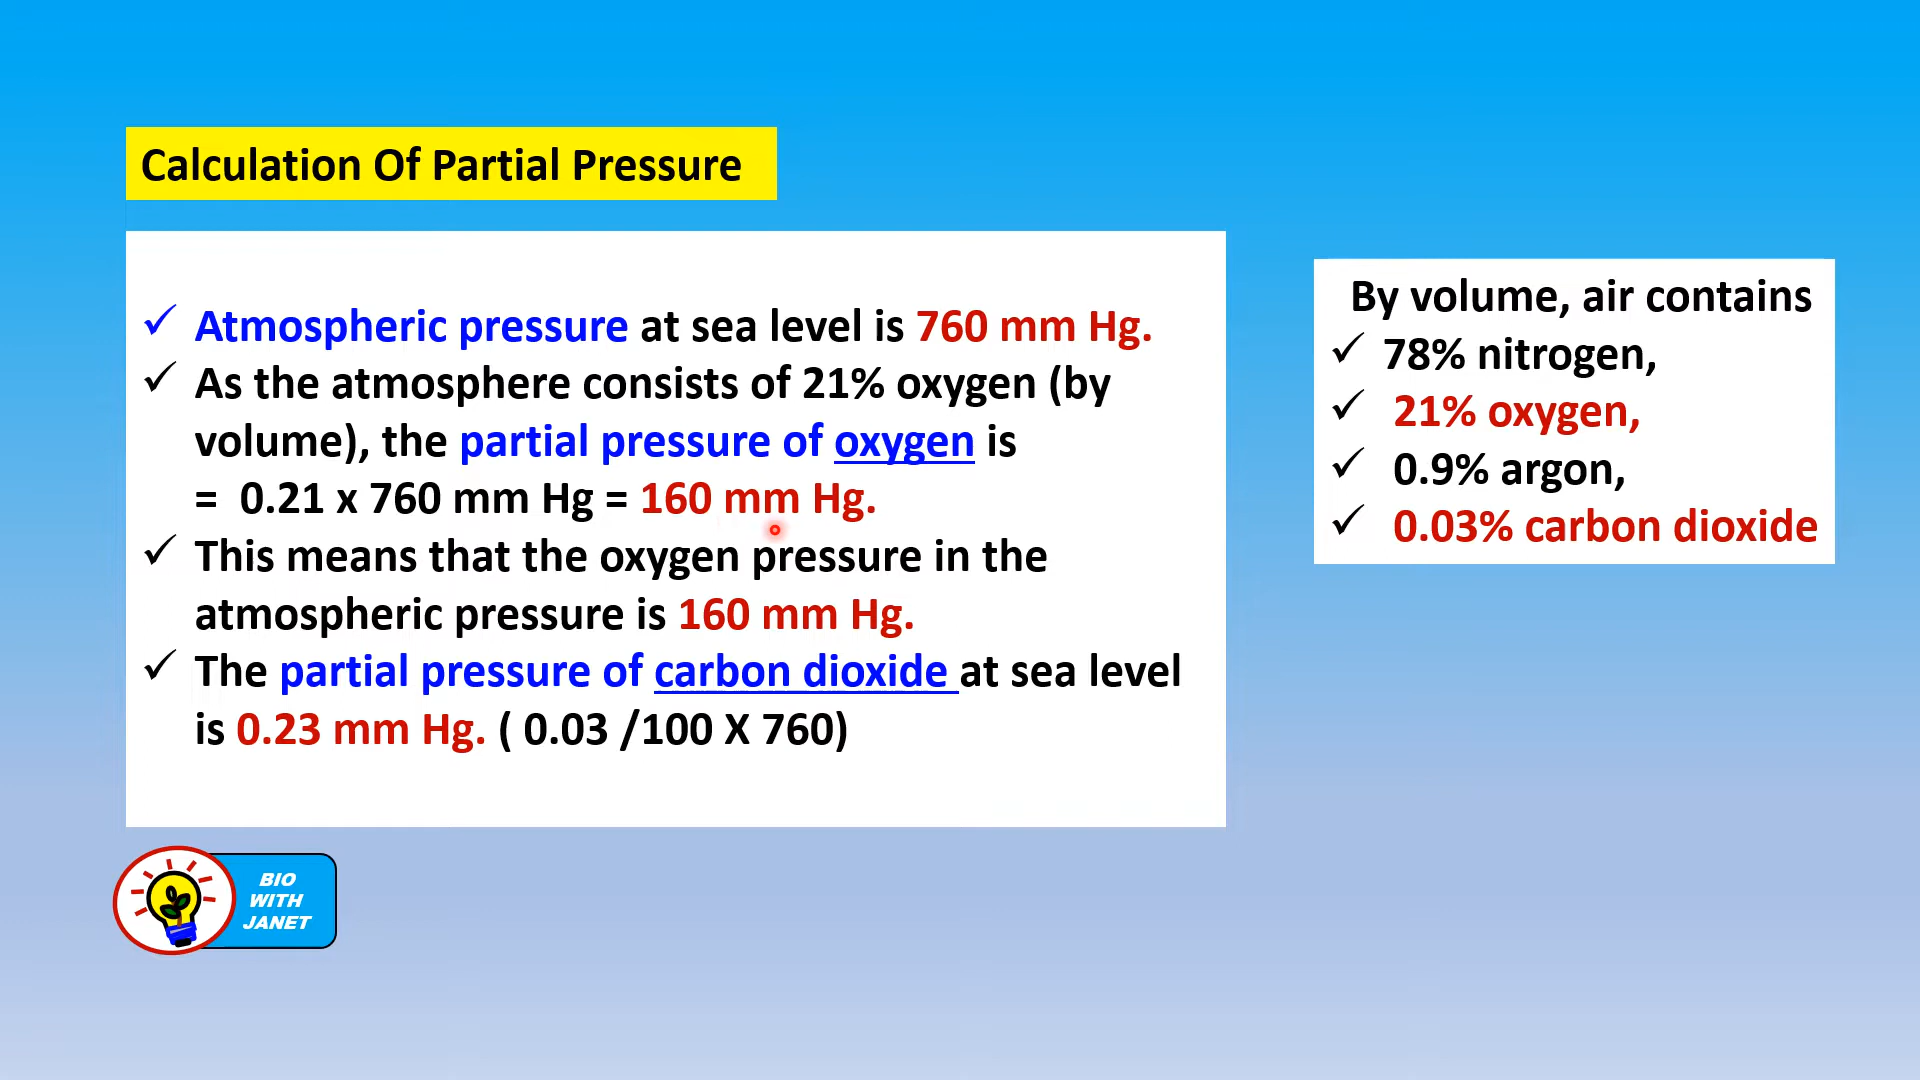 Calculation Of Partial Pressure
✓ Atmospheric pressure at sea level is 760 mm Hg.
✓ As the atmosphere consists of 21% oxygen (by
volume), the partial pressure of oxygen is
= 0.21 x 760 mm Hg = 160 mm Hg.
✓ This means that the oxygen pressure in the
atmospheric pressure is 160 mm Hg.
✓ The partial pressure of carbon dioxide at sea level
is 0.23 mm Hg. ( 0.03 /100 X 760)
By volume, air contains
✓ 78% nitrogen,
✓ 21% oxygen,
✓ 0.9% argon,
✓ 0.03% carbon dioxide
BIO
WITH
JANET